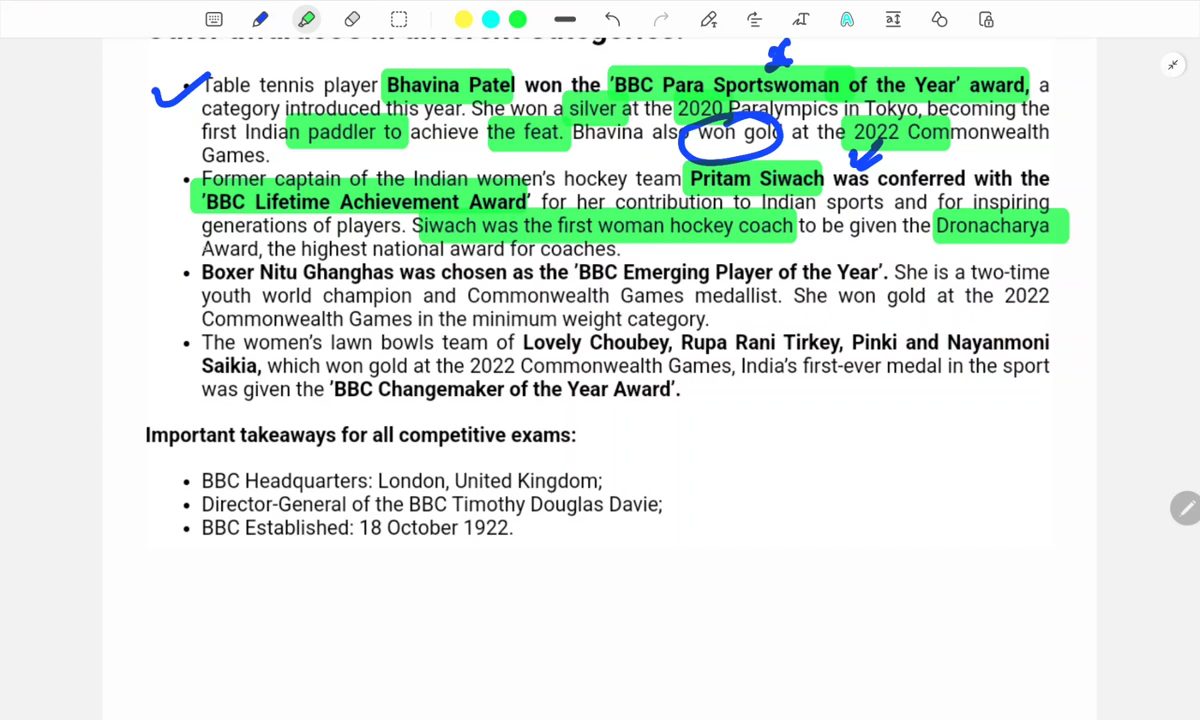 Table tennis player Bhavina Patel won the 'BBC Para Sportswoman of the Year' award, a
category introduced this year. She won a silver at the 2020 Paralympics in Tokyo, becoming the
first Indian paddler to achieve the feat. Bhavina also won gold at the 2022 Commonwealth
Games.
Former captain of the Indian women's hockey team Pritam Siwach was conferred with the
'BBC Lifetime Achievement Award' for her contribution to Indian sports and for inspiring
generations of players. Siwach was the first woman hockey coach to be given the Dronacharya
Award, the highest national award for coaches.
Boxer Nitu Ghanghas was chosen as the 'BBC Emerging Player of the Year'. She is a two-time
youth world champion and Commonwealth Games medallist. She won gold at the 2022
Commonwealth Games in the minimum weight category.
The women's lawn bowls team of Lovely Choubey, Rupa Rani Tirkey, Pinki and Nayanmoni
Saikia, which won gold at the 2022 Commonwealth Games, India's first-ever medal in the sport
was given the 'BBC Changemaker of the Year Award'.
Important takeaways for all competitive exams:
BBC Headquarters: London, United Kingdom;
Director-General of the BBC Timothy Douglas Davie;
BBC Established: 18 October 1922.